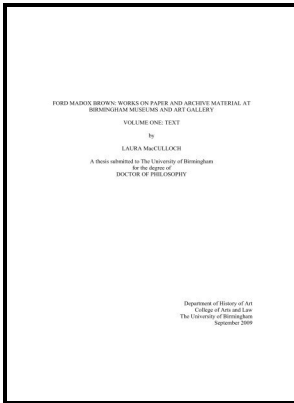 FORD MADOX BROWN: WORKS ON PAPER AND ARCHIVE MATERIAL AT
BIRMINGHAM MUSEUMS AND ART GALLERY
VOLUME ONE: TEXT
by
LAURA MacCULLOCH
A thesis submitted to The University of Birmingham
for the degree of
DOCTOR OF PHILOSOPHY
Department of History of Art
College of Arts and Law
The University of Birmingham
September 2009